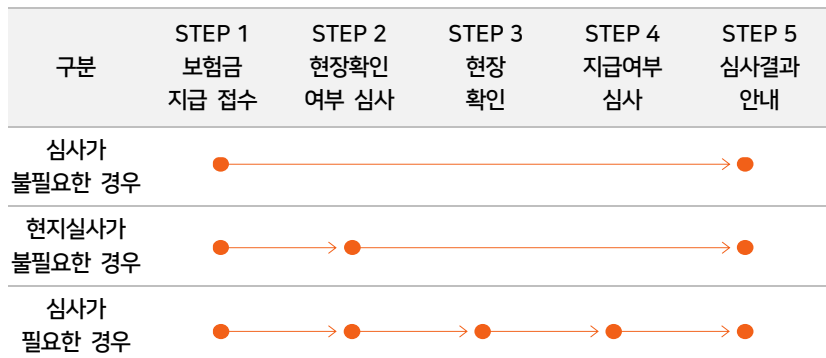 구분
STEP 1
보험금
지급 접수
STEP 2
현장확인
여부 심사
STEP 3
현장
확인
STEP 4
지급여부
심사
STEP 5
심사결과
안내
심사가
불필요한 경우
현지실사가
불필요한 경우
심사가
필요한 경우